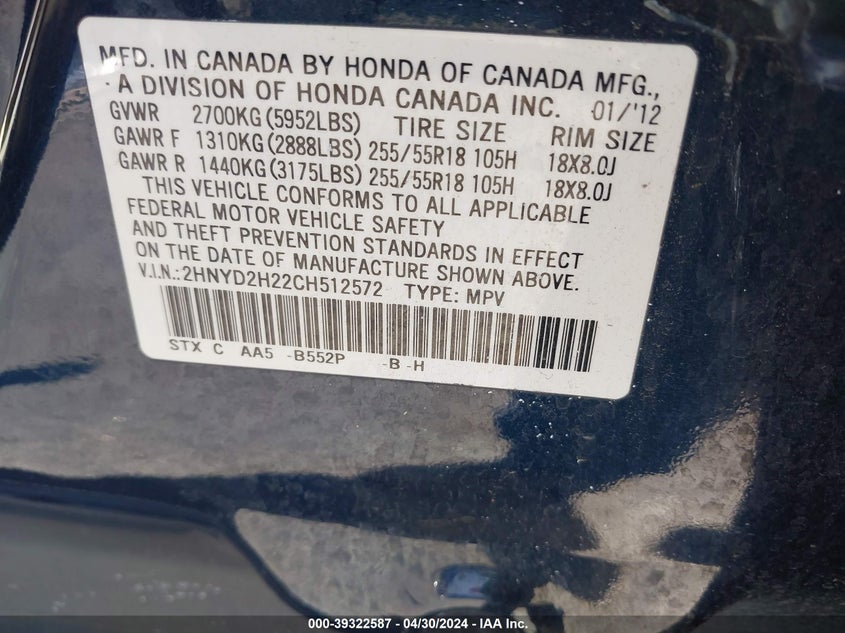 MFD. IN CANADA BY HONDA OF CANADA MFG.,
A DIVISION OF HONDA CANADA INC. 01/'12
GVWR 2700KG(5952LBS) TIRE SIZE RIM SIZE
GAWR F 1310KG(2888LBS) 255/55R18 105H 18X8.0J
GAWR R 1440KG(3175LBS) 255/55R18 105H 18X8.0J
THIS VEHICLE CONFORMS TO ALL APPLICABLE
FEDERAL MOTOR VEHICLE SAFETY
AND THEFT PREVENTION STANDARDS IN EFFECT
ON THE DATE OF MANUFACTURE SHOWN ABOVE.
V.I.N.:2HNYD2H22CH512572 TYPE: MPV
STX C AA5 -B552P -B -H
000-39322587 - 04/30/2024 - IAA Inc.